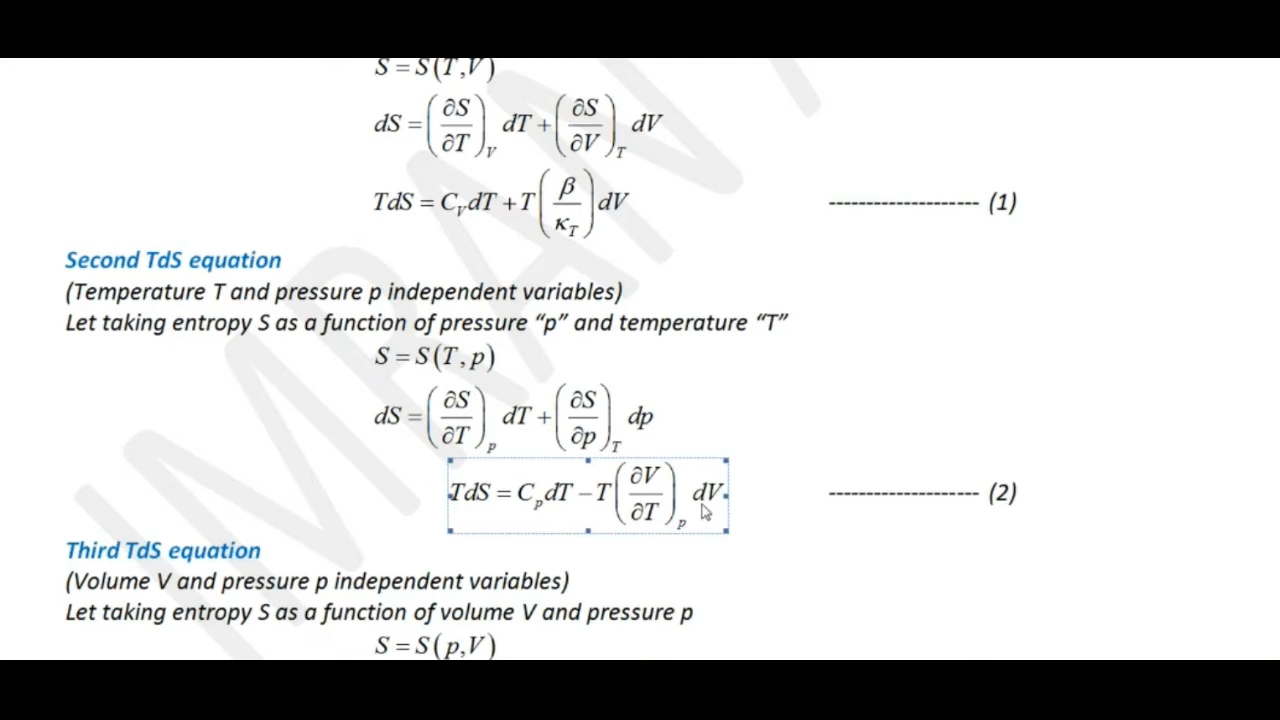 S = S(T,V)
dS = (∂S/∂T)_V dT + (∂S/∂V)_T dV
TdS = C_V dT + T(β/κ_T) dV -------------------- (1)
Second TdS equation
(Temperature T and pressure p independent variables)
Let taking entropy S as a function of pressure “p” and temperature “T”
S = S(T,p)
dS = (∂S/∂T)_p dT + (∂S/∂p)_T dp
TdS = C_p dT − T(∂V/∂T)_p dV -------------------- (2)
Third TdS equation
(Volume V and pressure p independent variables)
Let taking entropy S as a function of volume V and pressure p
S = S(p,V)